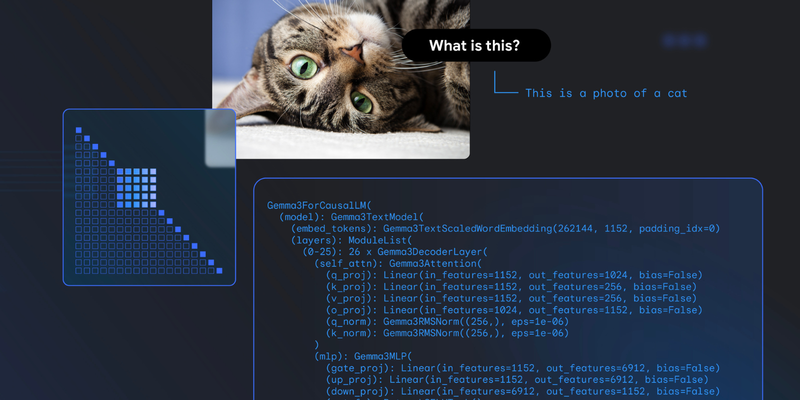 What is this?
This is a photo of a cat
Gemma3ForCausalLM(
(model): Gemma3TextModel(
(embed_tokens): Gemma3TextScaledWordEmbedding(262144, 1152, padding_idx=0)
(layers): ModuleList(
(0-25): 26 x Gemma3DecoderLayer(
(self_attn): Gemma3Attention(
(q_proj): Linear(in_features=1152, out_features=1024, bias=False)
(k_proj): Linear(in_features=1152, out_features=256, bias=False)
(v_proj): Linear(in_features=1152, out_features=256, bias=False)
(o_proj): Linear(in_features=1024, out_features=1152, bias=False)
(q_norm): Gemma3RMSNorm((256,), eps=1e-06)
(k_norm): Gemma3RMSNorm((256,), eps=1e-06)
)
(mlp): Gemma3MLP(
(gate_proj): Linear(in_features=1152, out_features=6912, bias=False)
(up_proj): Linear(in_features=1152, out_features=6912, bias=False)
(down_proj): Linear(in_features=6912, out_features=1152, bias=False)